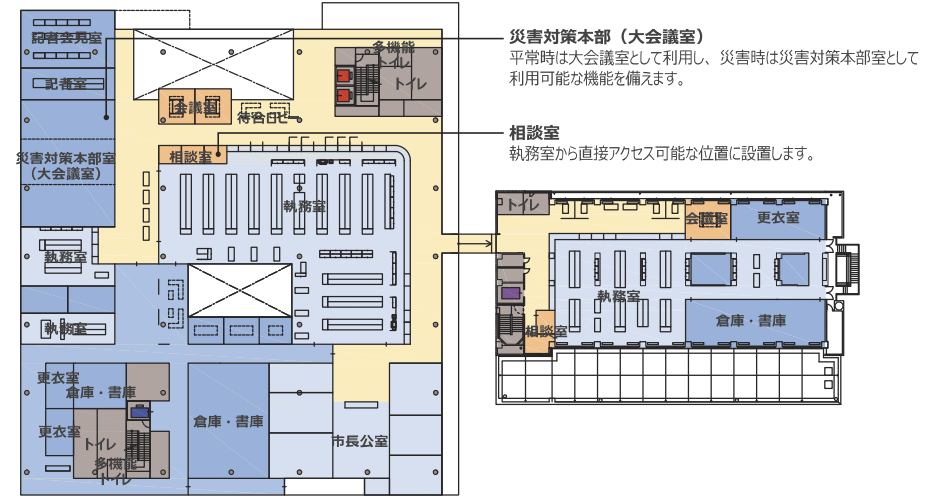 災害対策本部（大会議室）
平常時は大会議室として利用し、災害時は災害対策本部室として
利用可能な機能を備えます。
相談室
執務室から直接アクセス可能な位置に設置します。
記者会見室
記者室
災害対策本部室
（大会議室）
多機能
トイレ
トイレ
会議室
待合ロビー
相談室
執務室
執務室
執務室
更衣室
倉庫・書庫
更衣室
トイレ
多機能
トイレ
倉庫・書庫
市長公室
トイレ
会議室
更衣室
執務室
倉庫・書庫
相談室